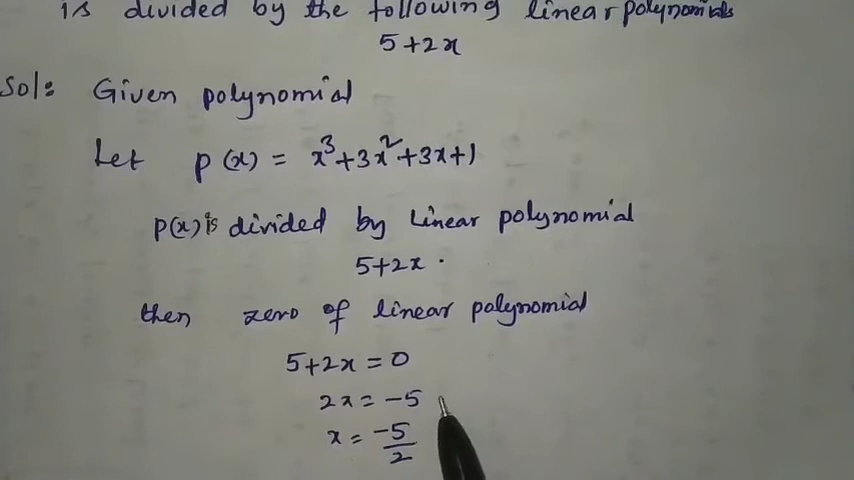 is divided by the following linear polynomials
5+2x
Sol: Given polynomial
Let p(x) = x³+3x²+3x+1
p(x) is divided by linear polynomial
5+2x.
then zero of linear polynomial
5+2x = 0
2x = -5
x = -5/2